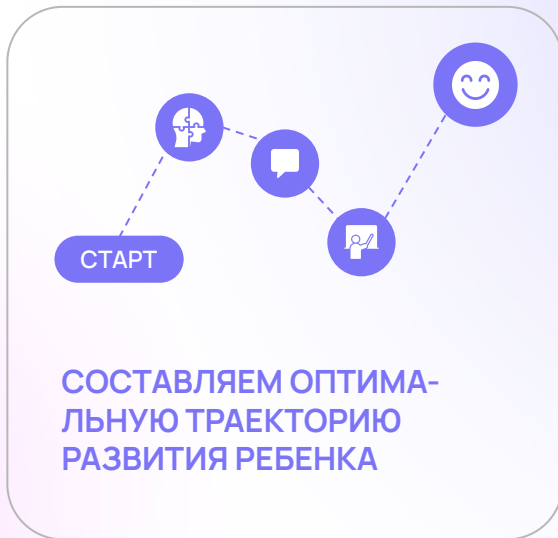 СТАРТ
СОСТАВЛЯЕМ ОПТИМА-
ЛЬНУЮ ТРАЕКТОРИЮ
РАЗВИТИЯ РЕБЕНКА